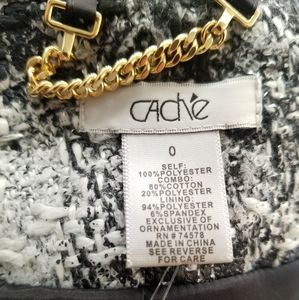 CAChé
0
SELF:
100%POLYESTER
COMBO:
80%COTTON
20%POLYESTER
LINING:
94%POLYESTER
6%SPANDEX
EXCLUSIVE OF
ORNAMENTATION
RN # 74578
MADE IN CHINA
SEE REVERSE
FOR CARE